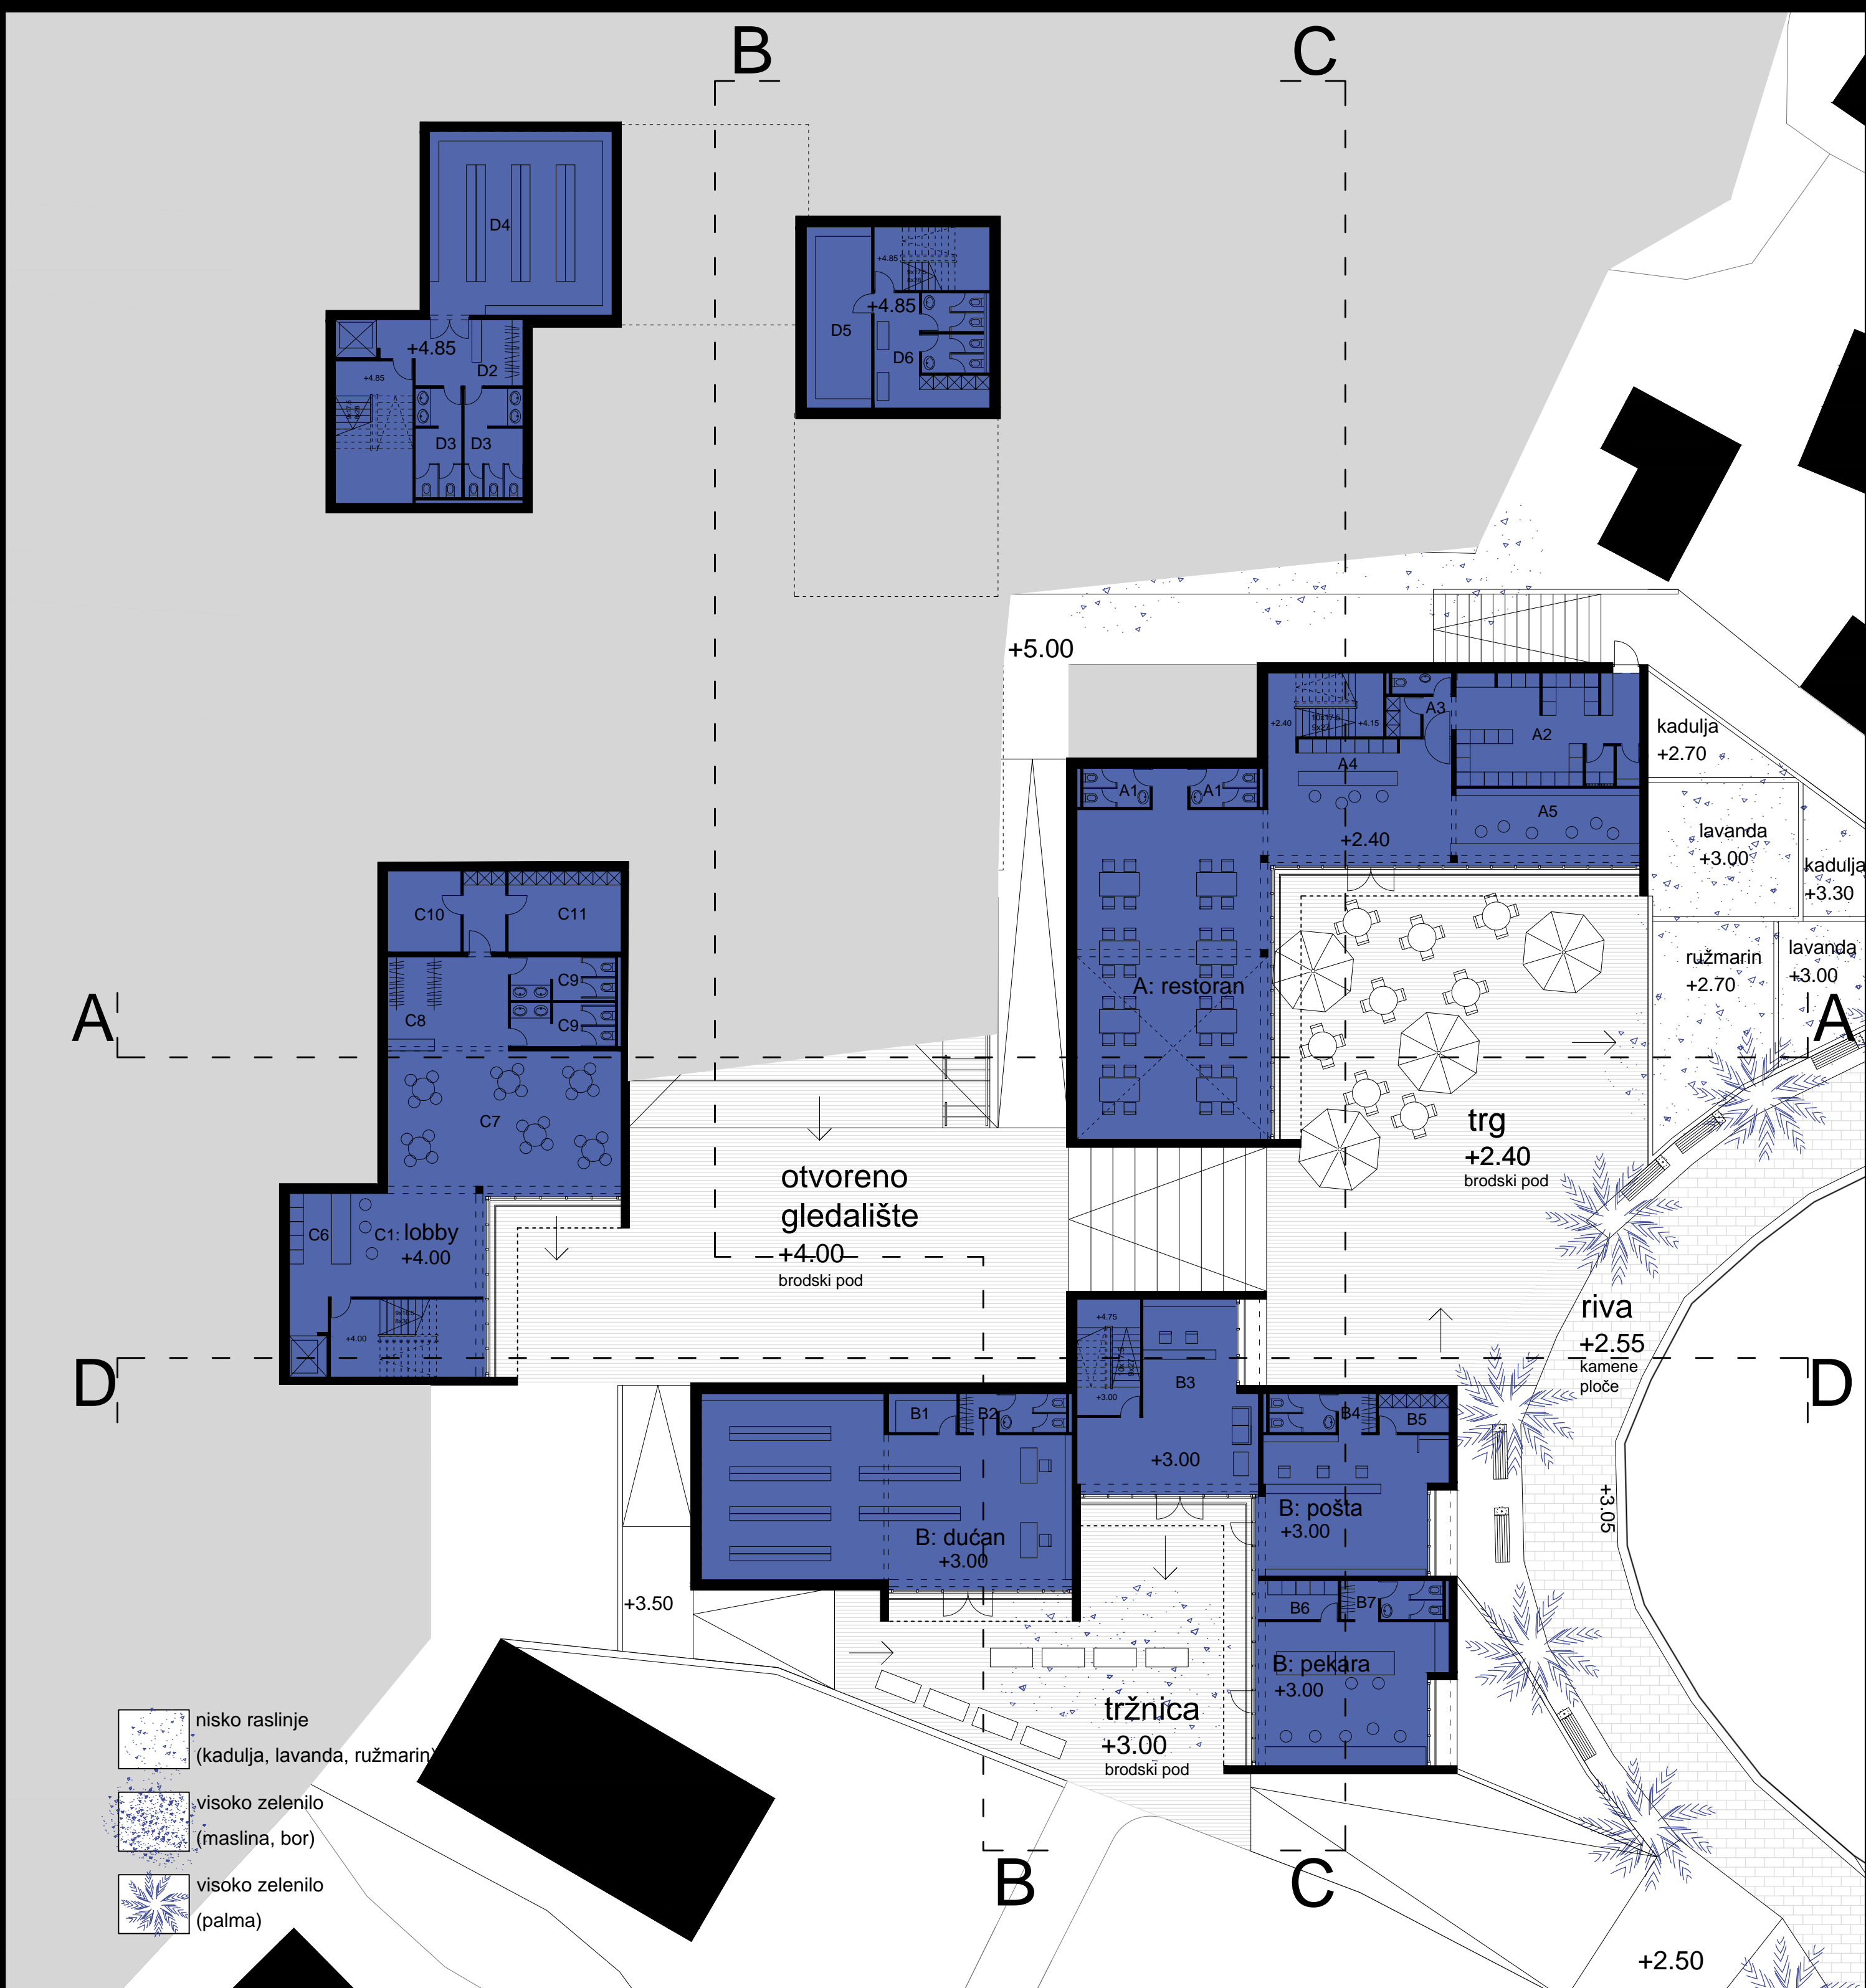 B
C
D4
+4.85
D5
+4.85
D6
+4.85
D2
+4.85
D3
D3
+5.00
A3
+2.40
+4.15
A2
kadulja
+2.70
A4
A1
A1
A5
lavanda
+3.00
+2.40
kadulja
+3.30
C10
C11
ružmarin
+2.70
lavanda
+3.00
A: restoran
C9
A
C8
C9
A
C7
trg
+2.40
brodski pod
otvoreno
gledalište
+4.00
brodski pod
C6
C1: lobby
+4.00
riva
+2.55
kamene
ploče
+4.00
+4.75
D
B3
D
+3.00
B1
B2
B4
B5
+3.00
B: pošta
+3.00
+3.05
B: dućan
+3.00
+3.50
B6
B7
B: pekara
+3.00
tržnica
+3.00
brodski pod
nisko raslinje
(kadulja, lavanda, ružmarin)
visoko zelenilo
(maslina, bor)
visoko zelenilo
(palma)
B
C
+2.50